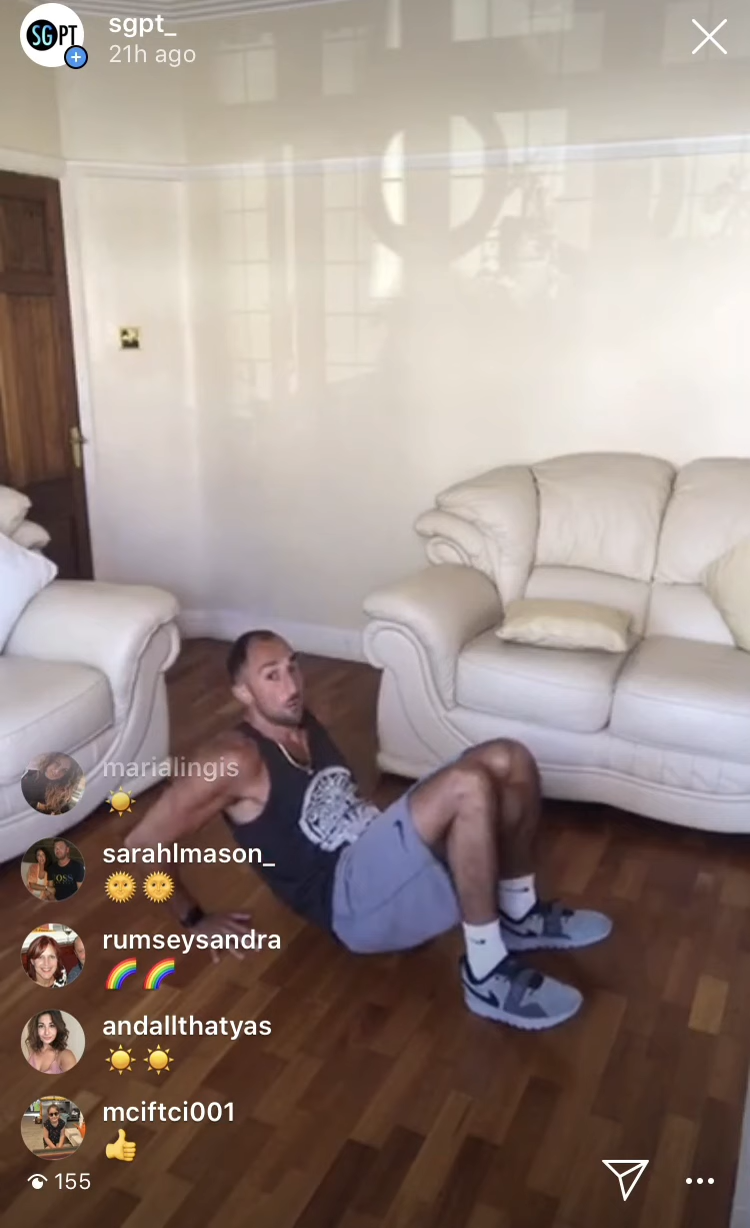 SGPT
sgpt_
21h ago
marialingis
☀️
sarahlmason_
🌞🌞
rumseysandra
🌈🌈
andallthatyas
☀️☀️
mciftci001
👍
155